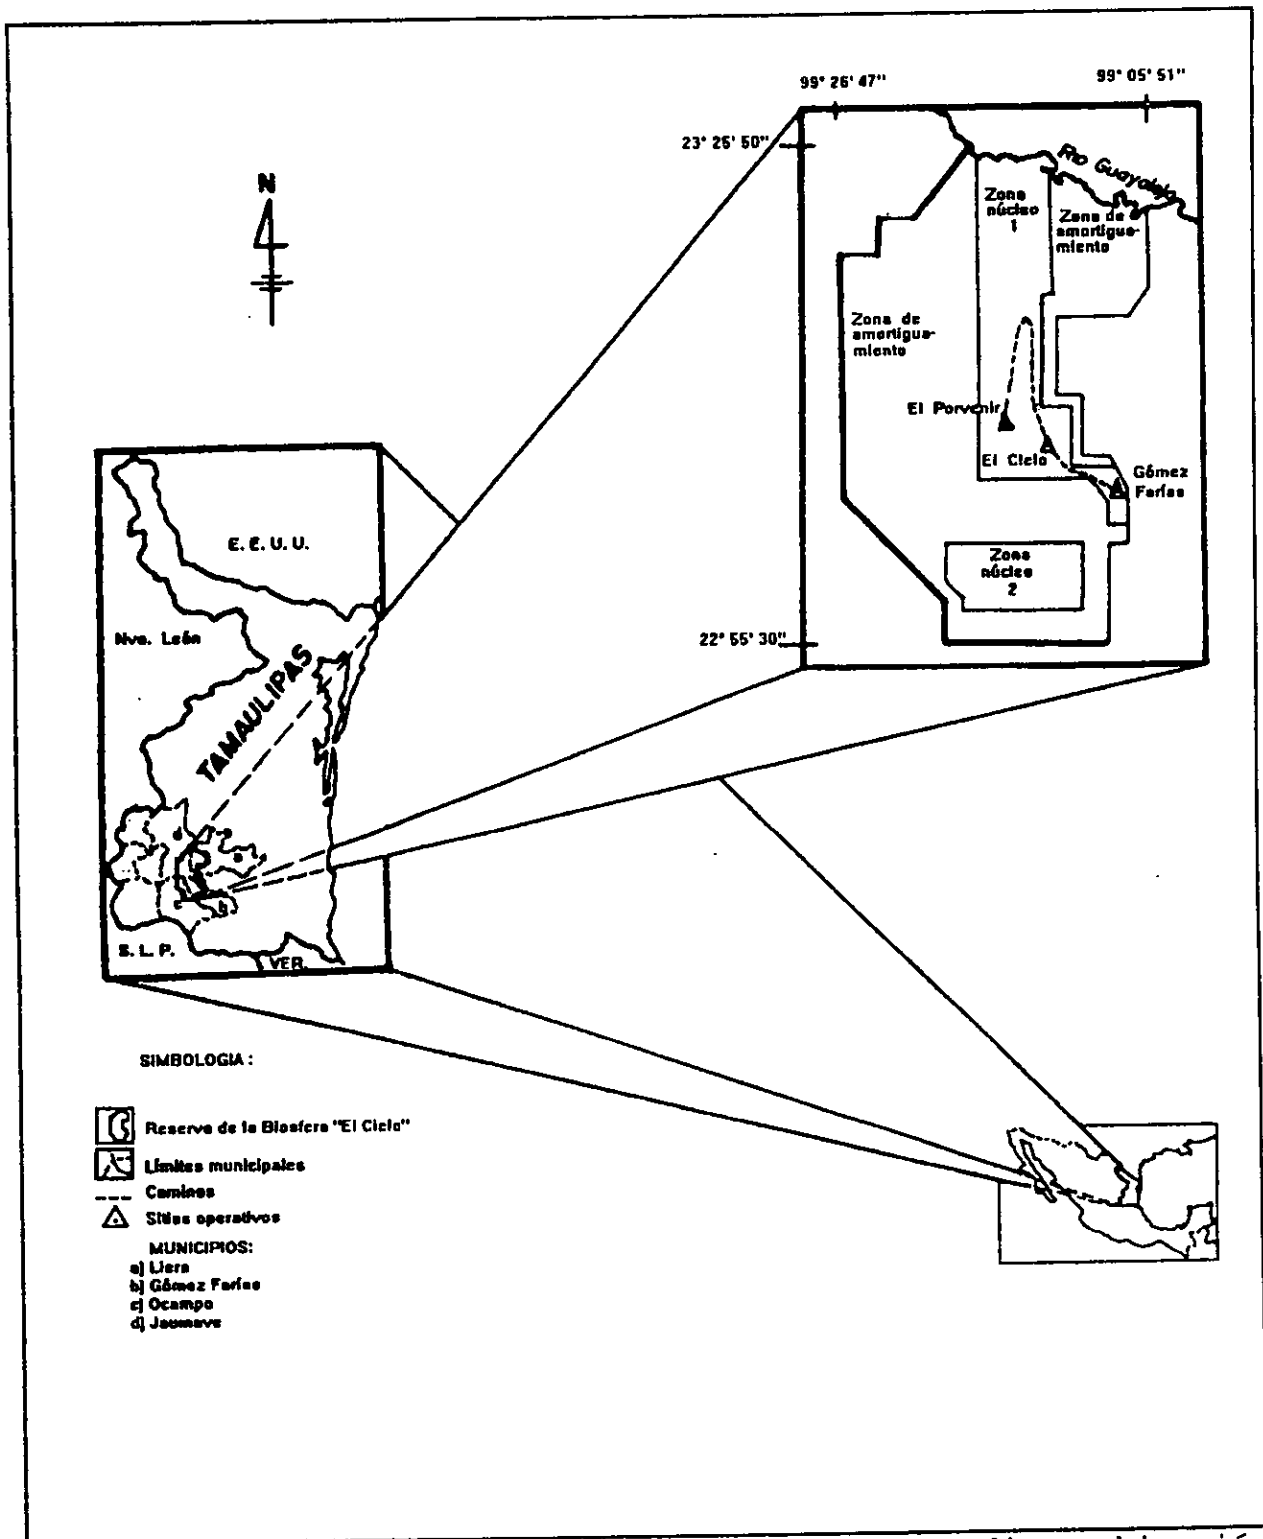 99° 26' 47"
99° 05' 51"
23° 25' 50"
Río Guayalejo
N
Zona
núcleo
1
Zona de
amortigua-
miento
Zona de
amortigua-
miento
El Porvenir
El Cielo
Gómez
Farías
Zona
núcleo
2
22° 55' 30"
E. E. U. U.
Nvo. León
TAMAULIPAS
d
a
c
b
S. L. P.
VER.
SIMBOLOGIA :
Reserva de la Biosfera "El Cielo"
Límites municipales
Caminos
Sitios operativos
MUNICIPIOS:
a) Llera
b) Gómez Farías
c) Ocampo
d) Jaumave